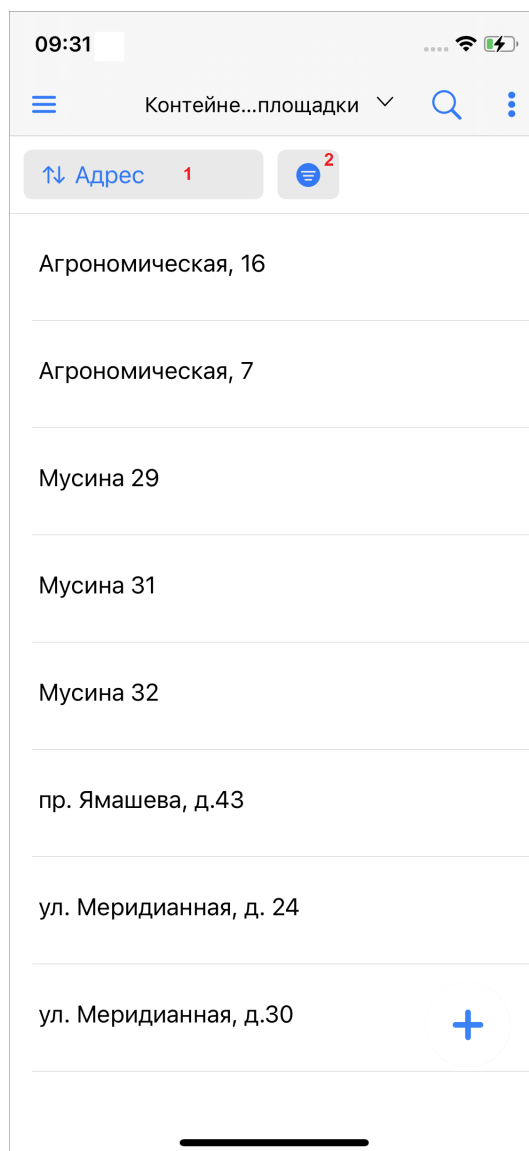 09:31
Контейне...площадки
Адрес 1
2
Агрономическая, 16
Агрономическая, 7
Мусина 29
Мусина 31
Мусина 32
пр. Ямашева, д.43
ул. Меридианная, д. 24
ул. Меридианная, д.30